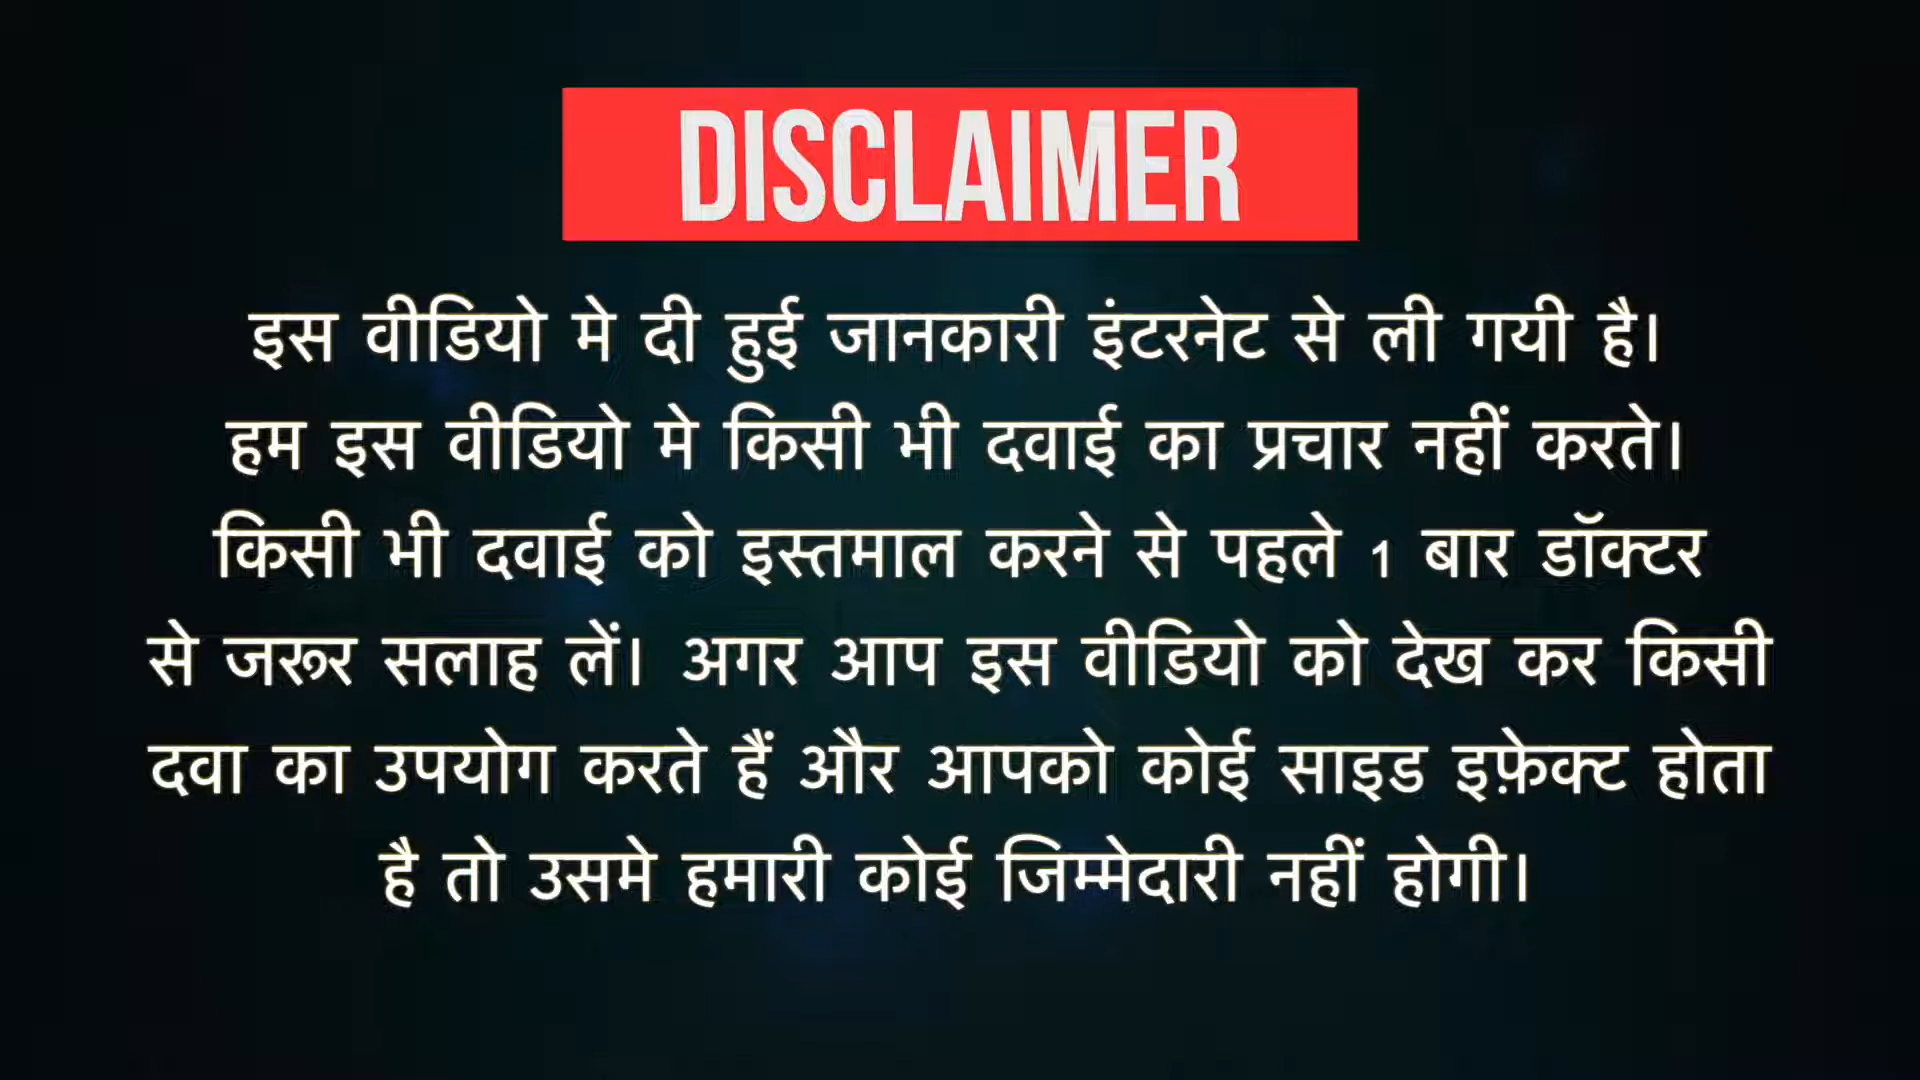 DISCLAIMER
इस वीडियो मे दी हुई जानकारी इंटरनेट से ली गयी है।
हम इस वीडियो मे किसी भी दवाई का प्रचार नहीं करते।
किसी भी दवाई को इस्तमाल करने से पहले 1 बार डॉक्टर
से जरूर सलाह लें। अगर आप इस वीडियो को देख कर किसी
दवा का उपयोग करते हैं और आपको कोई साइड इफ़ेक्ट होता
है तो उसमे हमारी कोई जिम्मेदारी नहीं होगी।